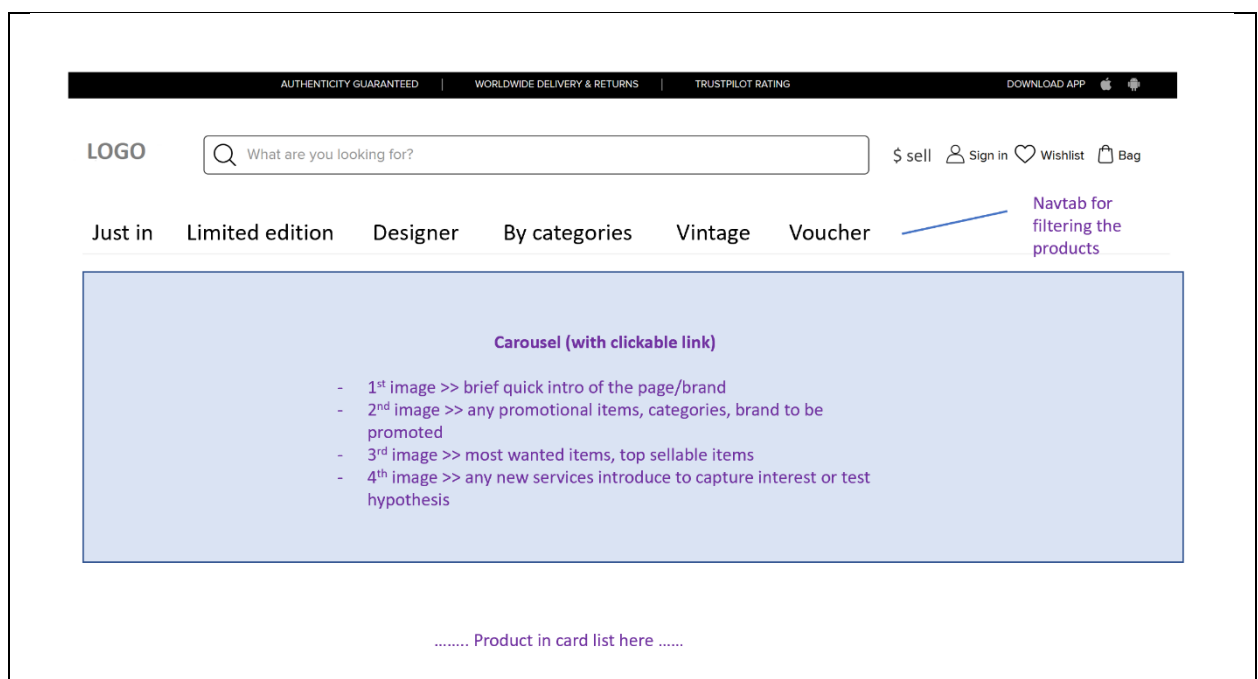 AUTHENTICITY GUARANTEED | WORLDWIDE DELIVERY & RETURNS | TRUSTPILOT RATING DOWNLOAD APP
LOGO What are you looking for? $ sell Sign in Wishlist Bag
Just in Limited edition Designer By categories Vintage Voucher
Navtab for
filtering the
products
Carousel (with clickable link)
- 1st image >> brief quick intro of the page/brand
- 2nd image >> any promotional items, categories, brand to be
promoted
- 3rd image >> most wanted items, top sellable items
- 4th image >> any new services introduce to capture interest or test
hypothesis
…..... Product in card list here ……